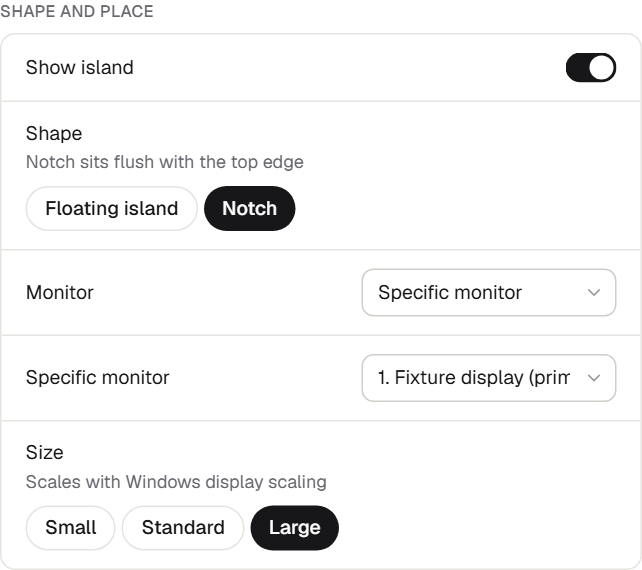 SHAPE AND PLACE
Show island
Shape
Notch sits flush with the top edge
Floating island
Notch
Monitor
Specific monitor
Specific monitor
1. Fixture display (prim
Size
Scales with Windows display scaling
Small
Standard
Large